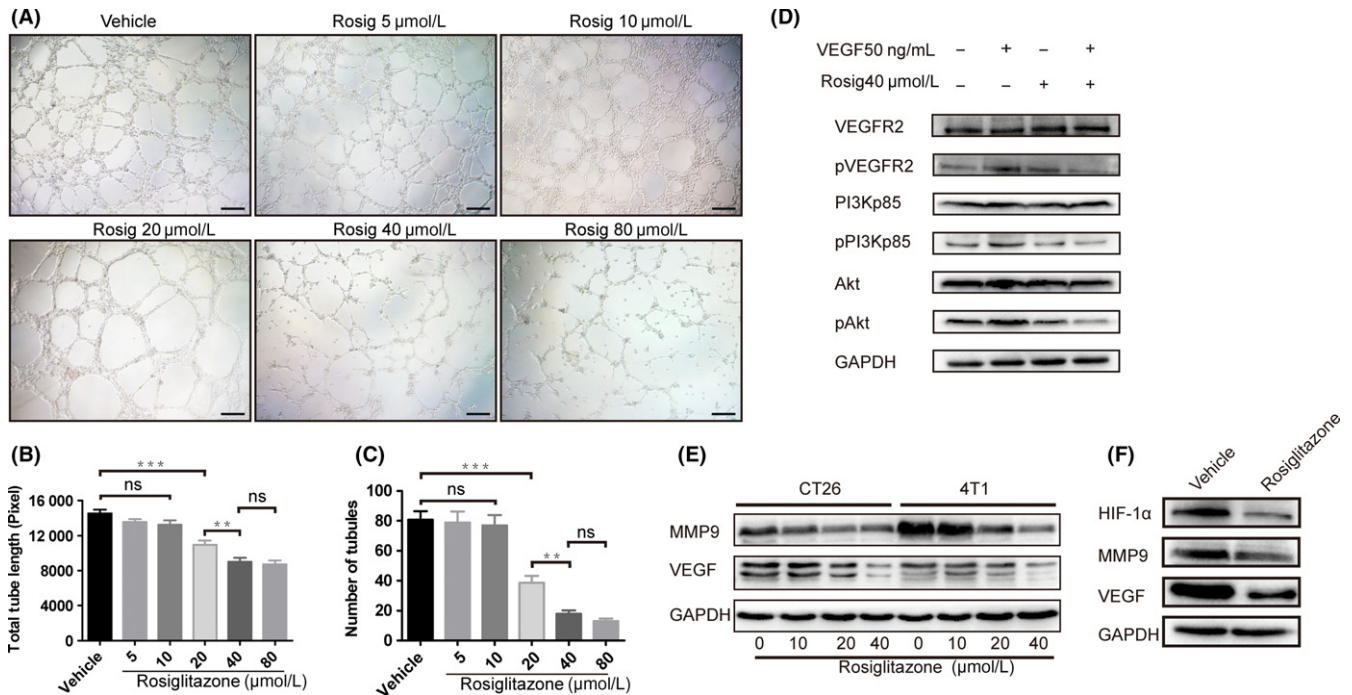 (A)
Vehicle
Rosig 5 μmol/L
Rosig 10 μmol/L
Rosig 20 μmol/L
Rosig 40 μmol/L
Rosig 80 μmol/L
(B)
***
ns
ns
**
Total tube length (Pixel)
16 000
12 000
8000
4000
0
Vehicle
5
10
20
40
80
Rosiglitazone (μmol/L)
(C)
***
ns
ns
**
Number of tubules
100
80
60
40
20
0
Vehicle
5
10
20
40
80
Rosiglitazone (μmol/L)
(D)
VEGF50 ng/mL – + – +
Rosig40 μmol/L – – + +
VEGFR2
pVEGFR2
PI3Kp85
pPI3Kp85
Akt
pAkt
GAPDH
(E)
CT26 4T1
MMP9
VEGF
GAPDH
0 10 20 40 0 10 20 40
Rosiglitazone (μmol/L)
(F)
Vehicle
Rosiglitazone
HIF-1α
MMP9
VEGF
GAPDH